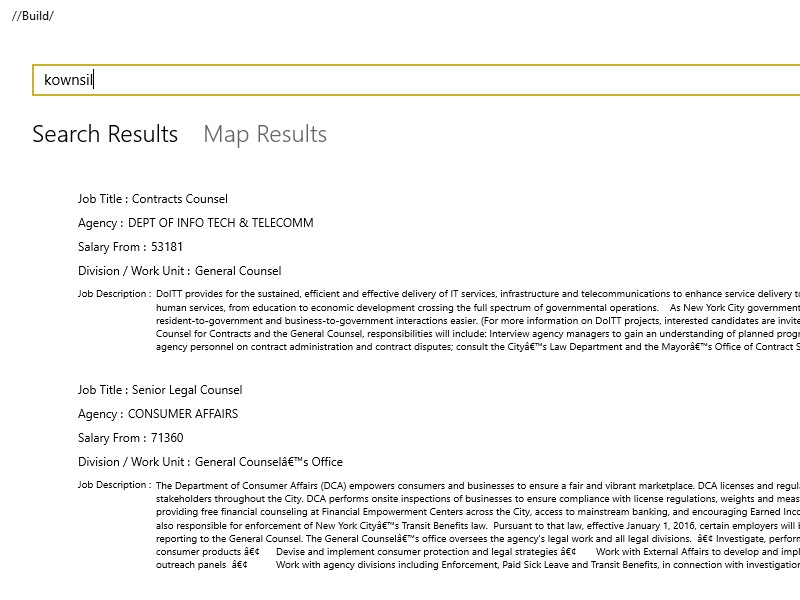 //Build/
kownsil
Search Results Map Results
Job Title : Contracts Counsel
Agency : DEPT OF INFO TECH & TELECOMM
Salary From : 53181
Division / Work Unit : General Counsel
Job Description : DoITT provides for the sustained, efficient and effective delivery of IT services, infrastructure and telecommunications to enhance service delivery to
human services, from education to economic development crossing the full spectrum of governmental operations. As New York City government
resident-to-government and business-to-government interactions easier. (For more information on DoITT projects, interested candidates are invite
Counsel for Contracts and the General Counsel, responsibilities will include: Interview agency managers to gain an understanding of planned progr
agency personnel on contract administration and contract disputes; consult the Cityâ€™s Law Department and the Mayorâ€™s Office of Contract S
Job Title : Senior Legal Counsel
Agency : CONSUMER AFFAIRS
Salary From : 71360
Division / Work Unit : General Counselâ€™s Office
Job Description : The Department of Consumer Affairs (DCA) empowers consumers and businesses to ensure a fair and vibrant marketplace. DCA licenses and regula
stakeholders throughout the City. DCA performs onsite inspections of businesses to ensure compliance with license regulations, weights and meas
providing free financial counseling at Financial Empowerment Centers across the City, access to mainstream banking, and encouraging Earned Inco
also responsible for enforcement of New York Cityâ€™s Transit Benefits law. Pursuant to that law, effective January 1, 2016, certain employers will b
reporting to the General Counsel. The General Counselâ€™s office oversees the agency's legal work and all legal divisions. â€¢ Investigate, perform
consumer products â€¢ Devise and implement consumer protection and legal strategies â€¢ Work with External Affairs to develop and impl
outreach panels â€¢ Work with agency divisions including Enforcement, Paid Sick Leave and Transit Benefits, in connection with investigation